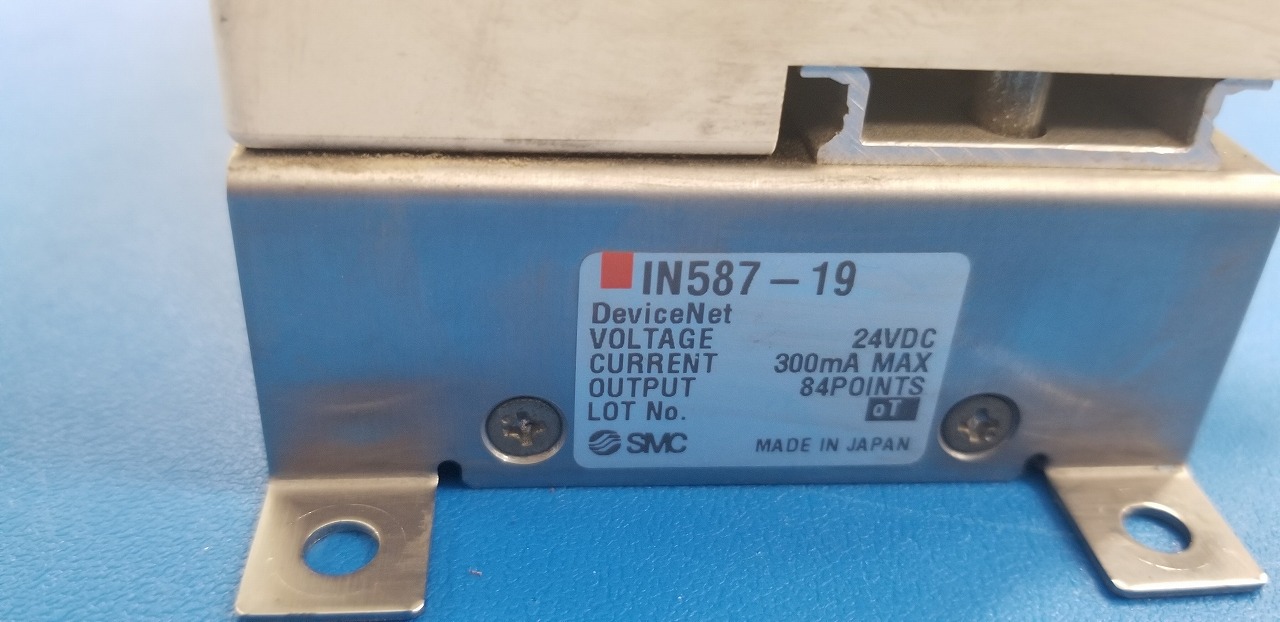 IN587-19
DeviceNet
VOLTAGE 24VDC
CURRENT 300mA MAX
OUTPUT 84POINTS
LOT No. oT
SMC MADE IN JAPAN